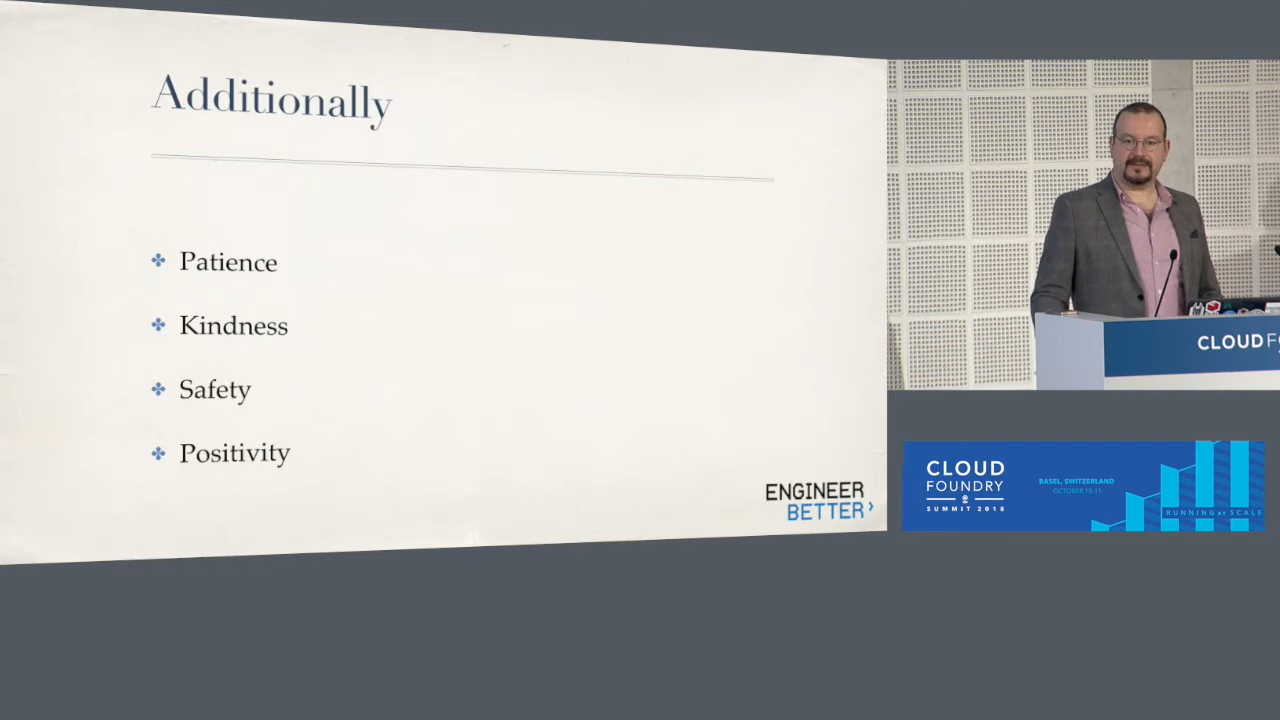 Additionally
Patience
Kindness
Safety
Positivity
ENGINEER
BETTER
CLOUD
CLOUD
FOUNDRY
SUMMIT 2018
BASEL, SWITZERLAND
OCTOBER 10-11
RUNNING AT SCALE